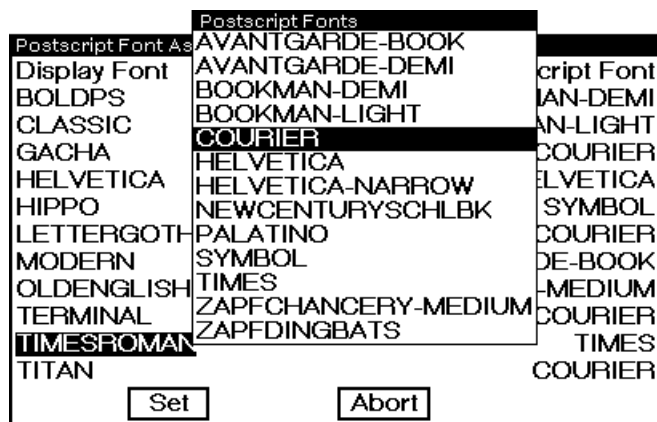 Postscript Fonts
AVANTGARDE-BOOK
AVANTGARDE-DEMI
BOOKMAN-DEMI
BOOKMAN-LIGHT
COURIER
HELVETICA
HELVETICA-NARROW
NEWCENTURYSCHLBK
PALATINO
SYMBOL
TIMES
ZAPFCHANCERY-MEDIUM
ZAPFDINGBATS
Postscript Font As
Display Font cript Font
BOLDPS AN-DEMI
CLASSIC N-LIGHT
GACHA COURIER
HELVETICA LVETICA
HIPPO SYMBOL
LETTERGOTH COURIER
MODERN DE-BOOK
OLDENGLISH -MEDIUM
TERMINAL COURIER
TIMESROMAN TIMES
TITAN COURIER
Set Abort